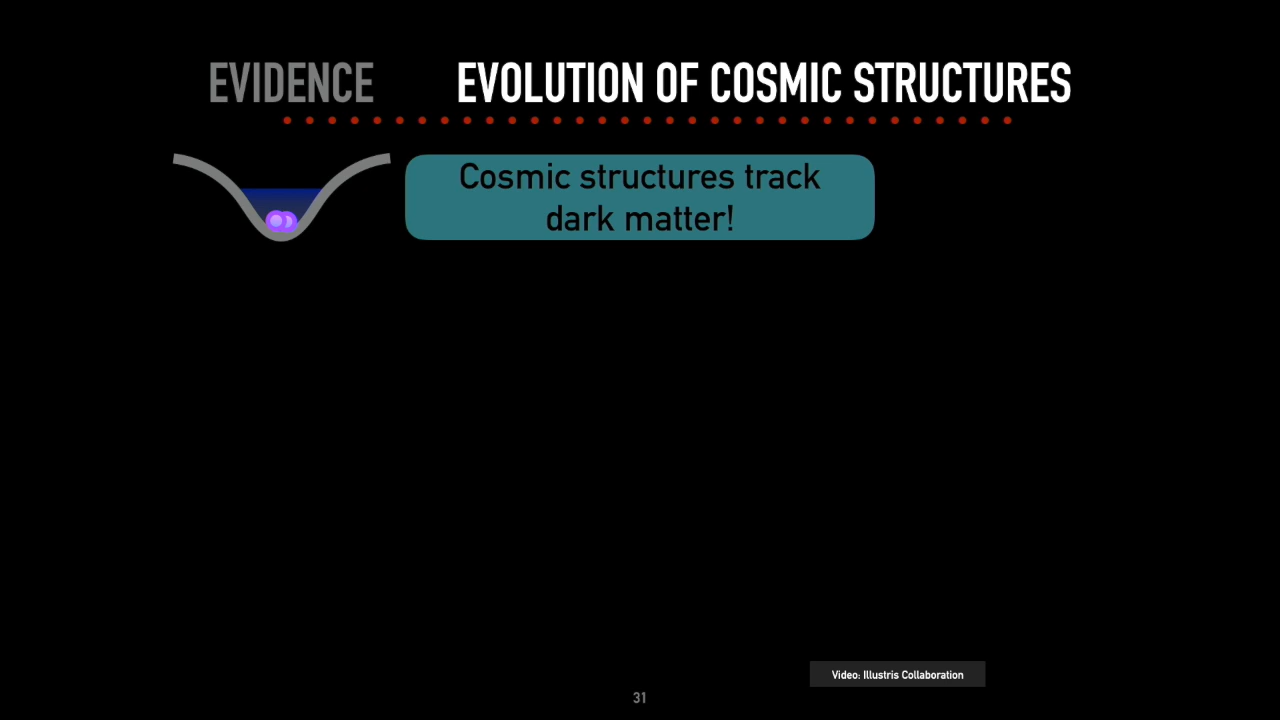 EVIDENCE EVOLUTION OF COSMIC STRUCTURES
Cosmic structures track
dark matter!
Video: Illustris Collaboration
31